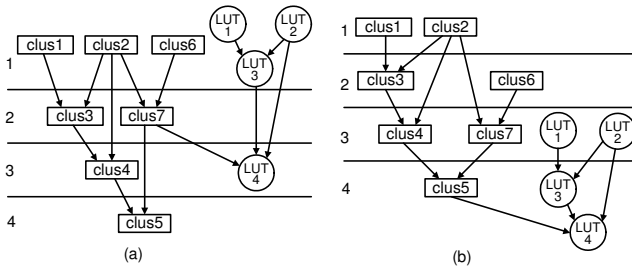 clus1 clus2 clus6 LUT 1 LUT 2
1
LUT 3
2 clus3 clus7
3 clus4 LUT 4
4 clus5
(a)
1 clus1 clus2
2 clus3 clus6
3 clus4 clus7 LUT 1 LUT 2
4 clus5 LUT 3
LUT 4
(b)